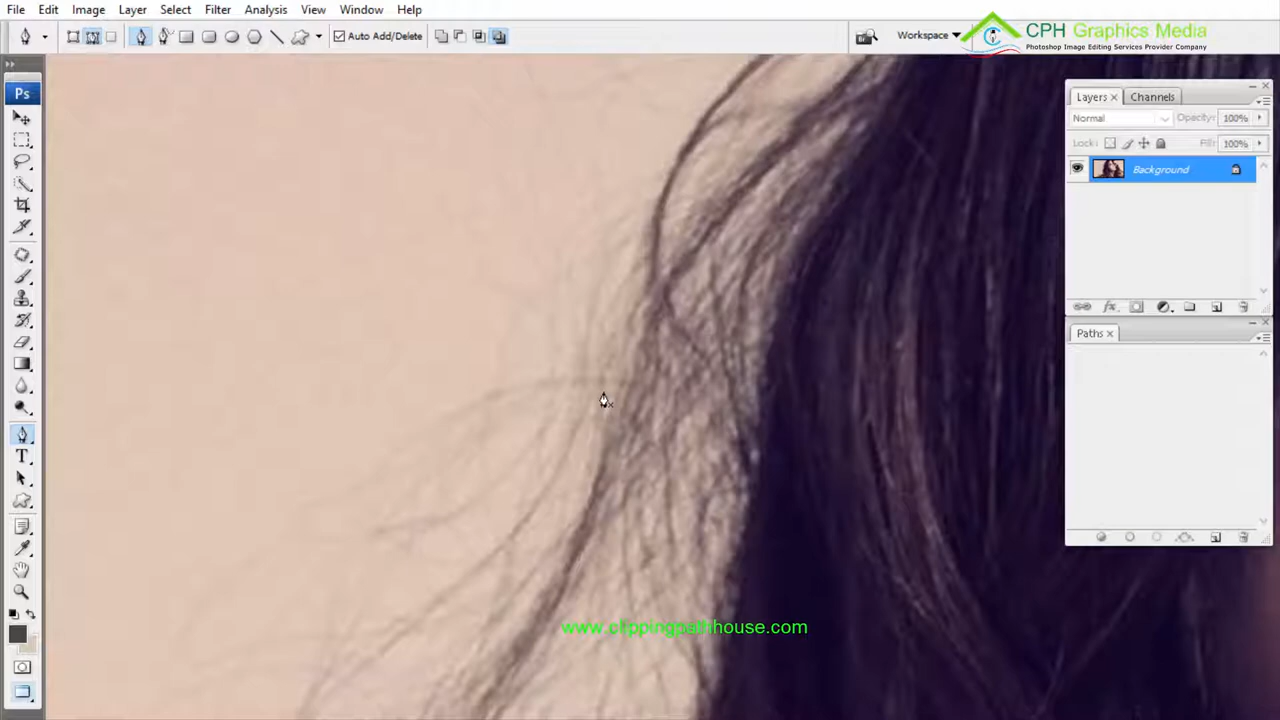 File Edit Image Layer Select Filter Analysis View Window Help
Auto Add/Delete
Workspace
CPH Graphics Media
Photoshop Image Editing Services Provider Company
Ps
Layers Channels
Normal Opacity: 100%
Lock: Fill: 100%
Background
Paths
T
www.clippingpathhouse.com